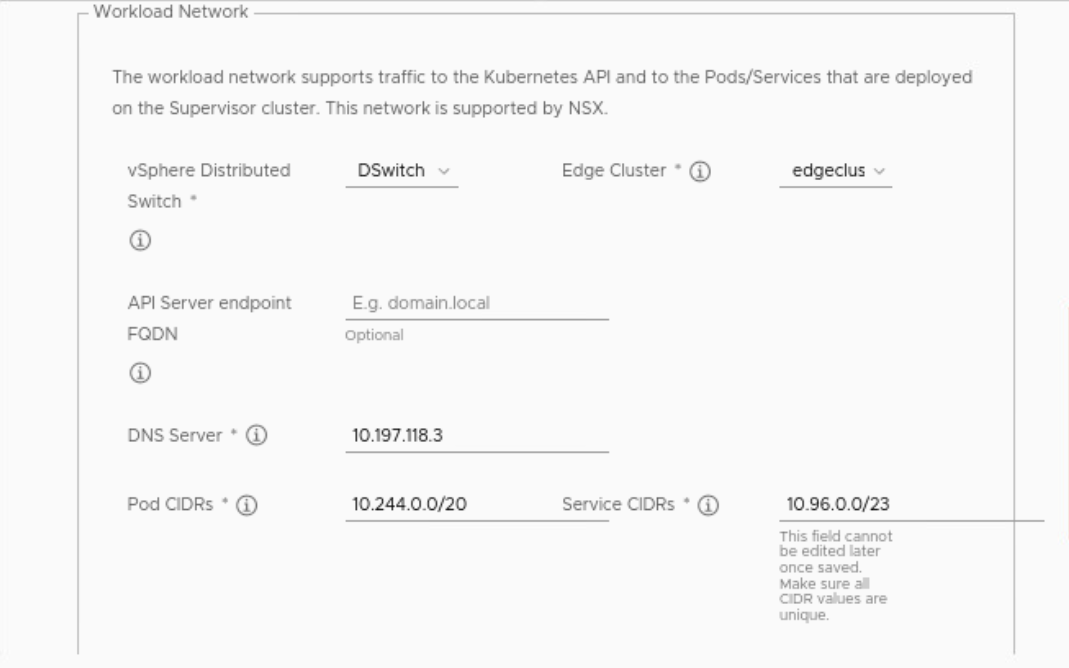 Workload Network
The workload network supports traffic to the Kubernetes API and to the Pods/Services that are deployed
on the Supervisor cluster. This network is supported by NSX.
vSphere Distributed
Switch *
DSwitch
Edge Cluster *
edgeclus
API Server endpoint
FQDN
E.g. domain.local
Optional
DNS Server *
10.197.118.3
Pod CIDRs *
10.244.0.0/20
Service CIDRs *
10.96.0.0/23
This field cannot
be edited later
once saved.
Make sure all
CIDR values are
unique.